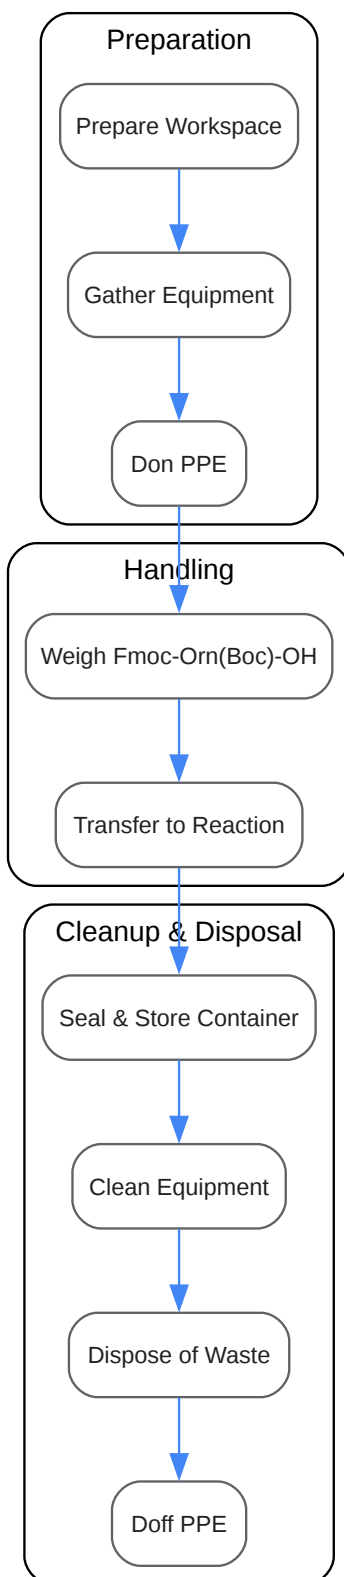 Preparation
Prepare Workspace
Gather Equipment
Don PPE
Handling
Weigh Fmoc-Orn(Boc)-OH
Transfer to Reaction
Cleanup & Disposal
Seal & Store Container
Clean Equipment
Dispose of Waste
Doff PPE